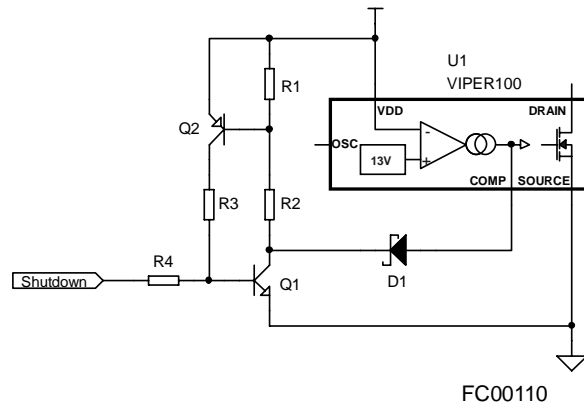 U1
VIPER100
R1
VDD
DRAIN
Q2
OSC
-
13V
+
COMP SOURCE
R3
R2
Shutdown
R4
Q1
D1
FC00110